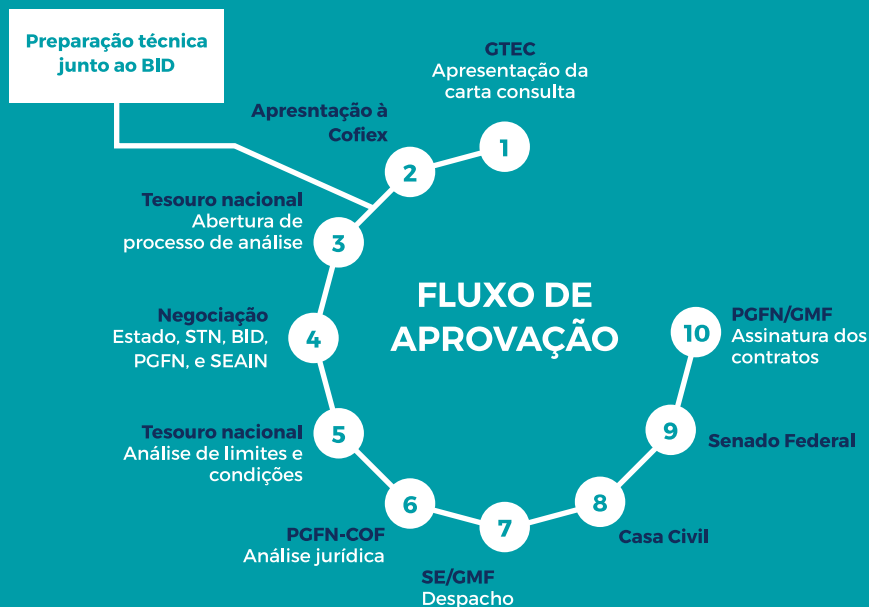 Preparação técnica
junto ao BID
GTEC
Apresentação da
carta consulta
1
Apresntação à
Cofiex
2
Tesouro nacional
Abertura de
processo de análise
3
Negociação
Estado, STN, BID,
PGFN, e SEAIN
4
Tesouro nacional
Análise de limites e
condições
5
PGFN-COF
Análise jurídica
6
SE/GMF
Despacho
7
Casa Civil
8
Senado Federal
9
PGFN/GMF
Assinatura dos
contratos
10
FLUXO DE
APROVAÇÃO